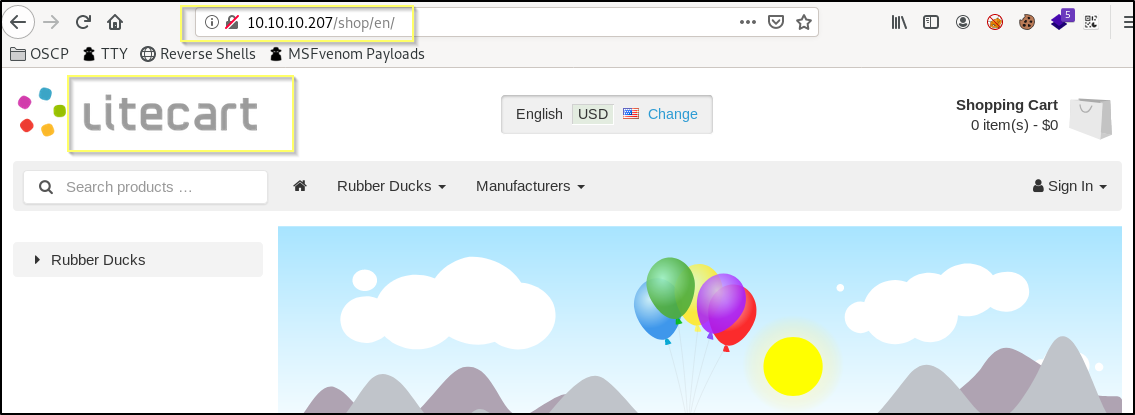 10.10.10.207/shop/en/
5
OSCP TTY Reverse Shells MSFvenom Payloads
Litecart
English USD Change
Shopping Cart
0 item(s) - $0
Search products ... Rubber Ducks Manufacturers Sign In
Rubber Ducks